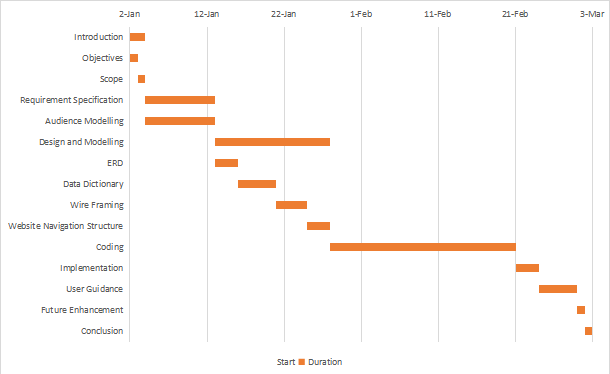 2-Jan 12-Jan 22-Jan 1-Feb 11-Feb 21-Feb 3-Mar
Introduction
Objectives
Scope
Requirement Specification
Audience Modelling
Design and Modelling
ERD
Data Dictionary
Wire Framing
Website Navigation Structure
Coding
Implementation
User Guidance
Future Enhancement
Conclusion
Start Duration